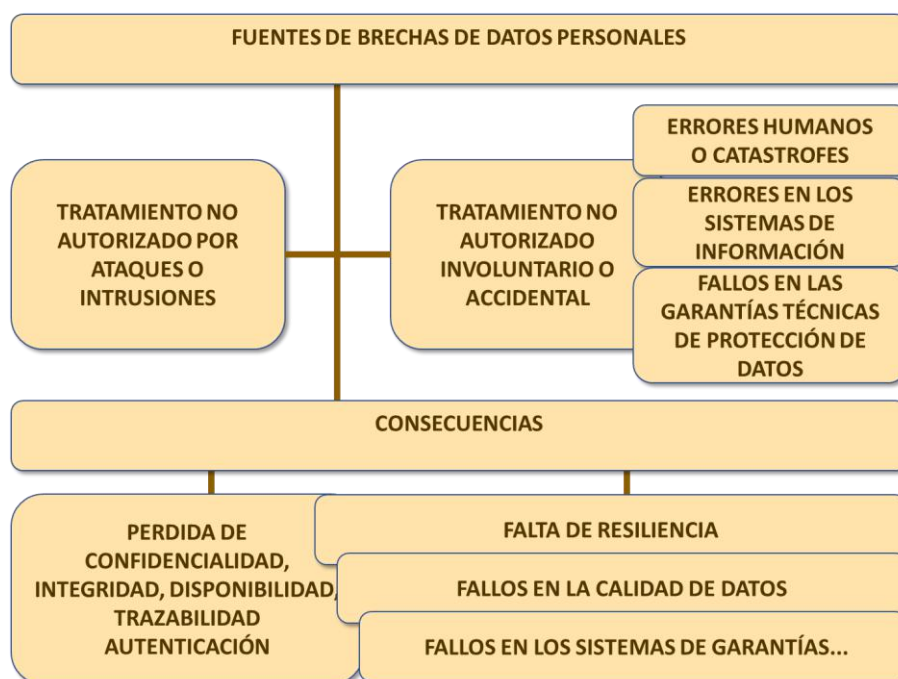 FUENTES DE BRECHAS DE DATOS PERSONALES
TRATAMIENTO NO
AUTORIZADO POR
ATAQUES O
INTRUSIONES
TRATAMIENTO NO
AUTORIZADO
INVOLUNTARIO O
ACCIDENTAL
ERRORES HUMANOS
O CATASTROFES
ERRORES EN LOS
SISTEMAS DE
INFORMACIÓN
FALLOS EN LAS
GARANTÍAS TÉCNICAS
DE PROTECCIÓN DE
DATOS
CONSECUENCIAS
PERDIDA DE
CONFIDENCIALIDAD,
INTEGRIDAD, DISPONIBILIDAD,
TRAZABILIDAD
AUTENTICACIÓN
FALTA DE RESILIENCIA
FALLOS EN LA CALIDAD DE DATOS
FALLOS EN LOS SISTEMAS DE GARANTÍAS...